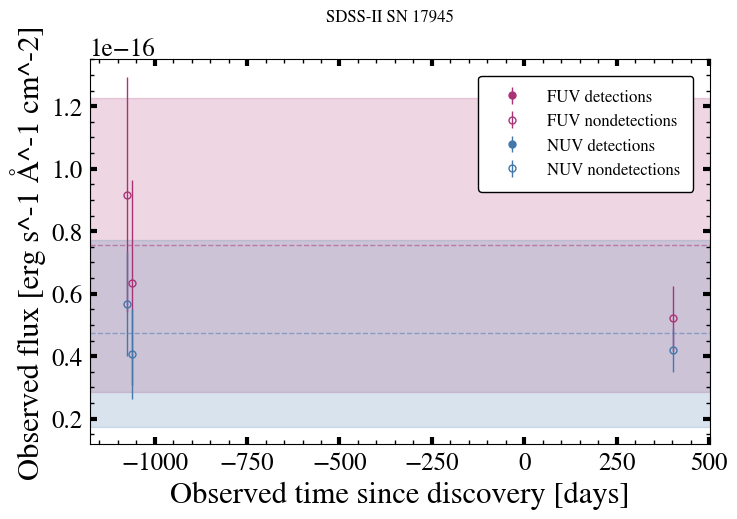 SDSS-II SN 17945
1e−16
FUV detections
FUV nondetections
NUV detections
NUV nondetections
1.2
1.0
0.8
0.6
0.4
0.2
Observed flux [erg s^-1 Å^-1 cm^-2]
−1000 −750 −500 −250 0 250 500
Observed time since discovery [days]